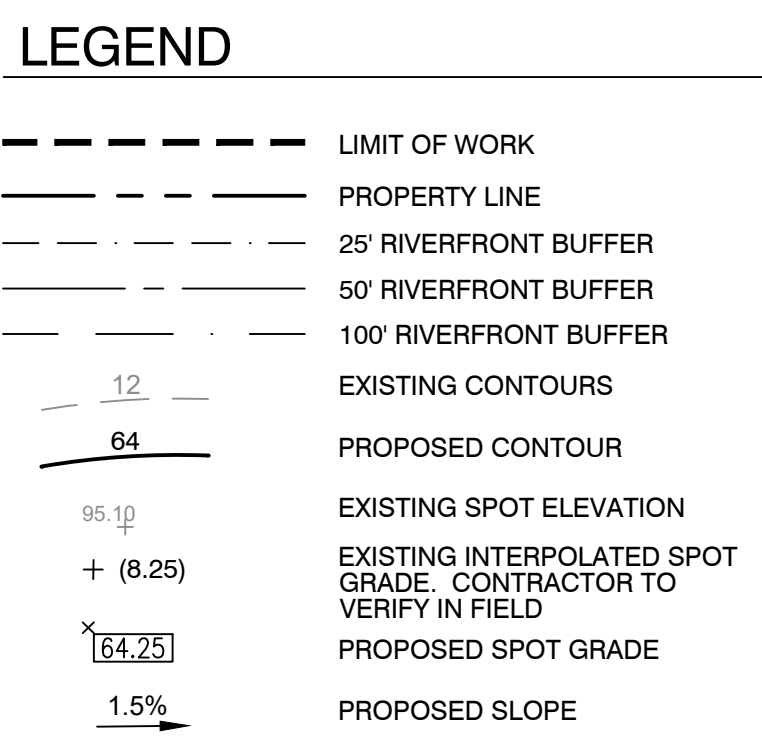 LEGEND
LIMIT OF WORK
PROPERTY LINE
25' RIVERFRONT BUFFER
50' RIVERFRONT BUFFER
100' RIVERFRONT BUFFER
12 EXISTING CONTOURS
64 PROPOSED CONTOUR
95.10 EXISTING SPOT ELEVATION
(8.25) EXISTING INTERPOLATED SPOT
GRADE. CONTRACTOR TO
VERIFY IN FIELD
64.25 PROPOSED SPOT GRADE
1.5% PROPOSED SLOPE